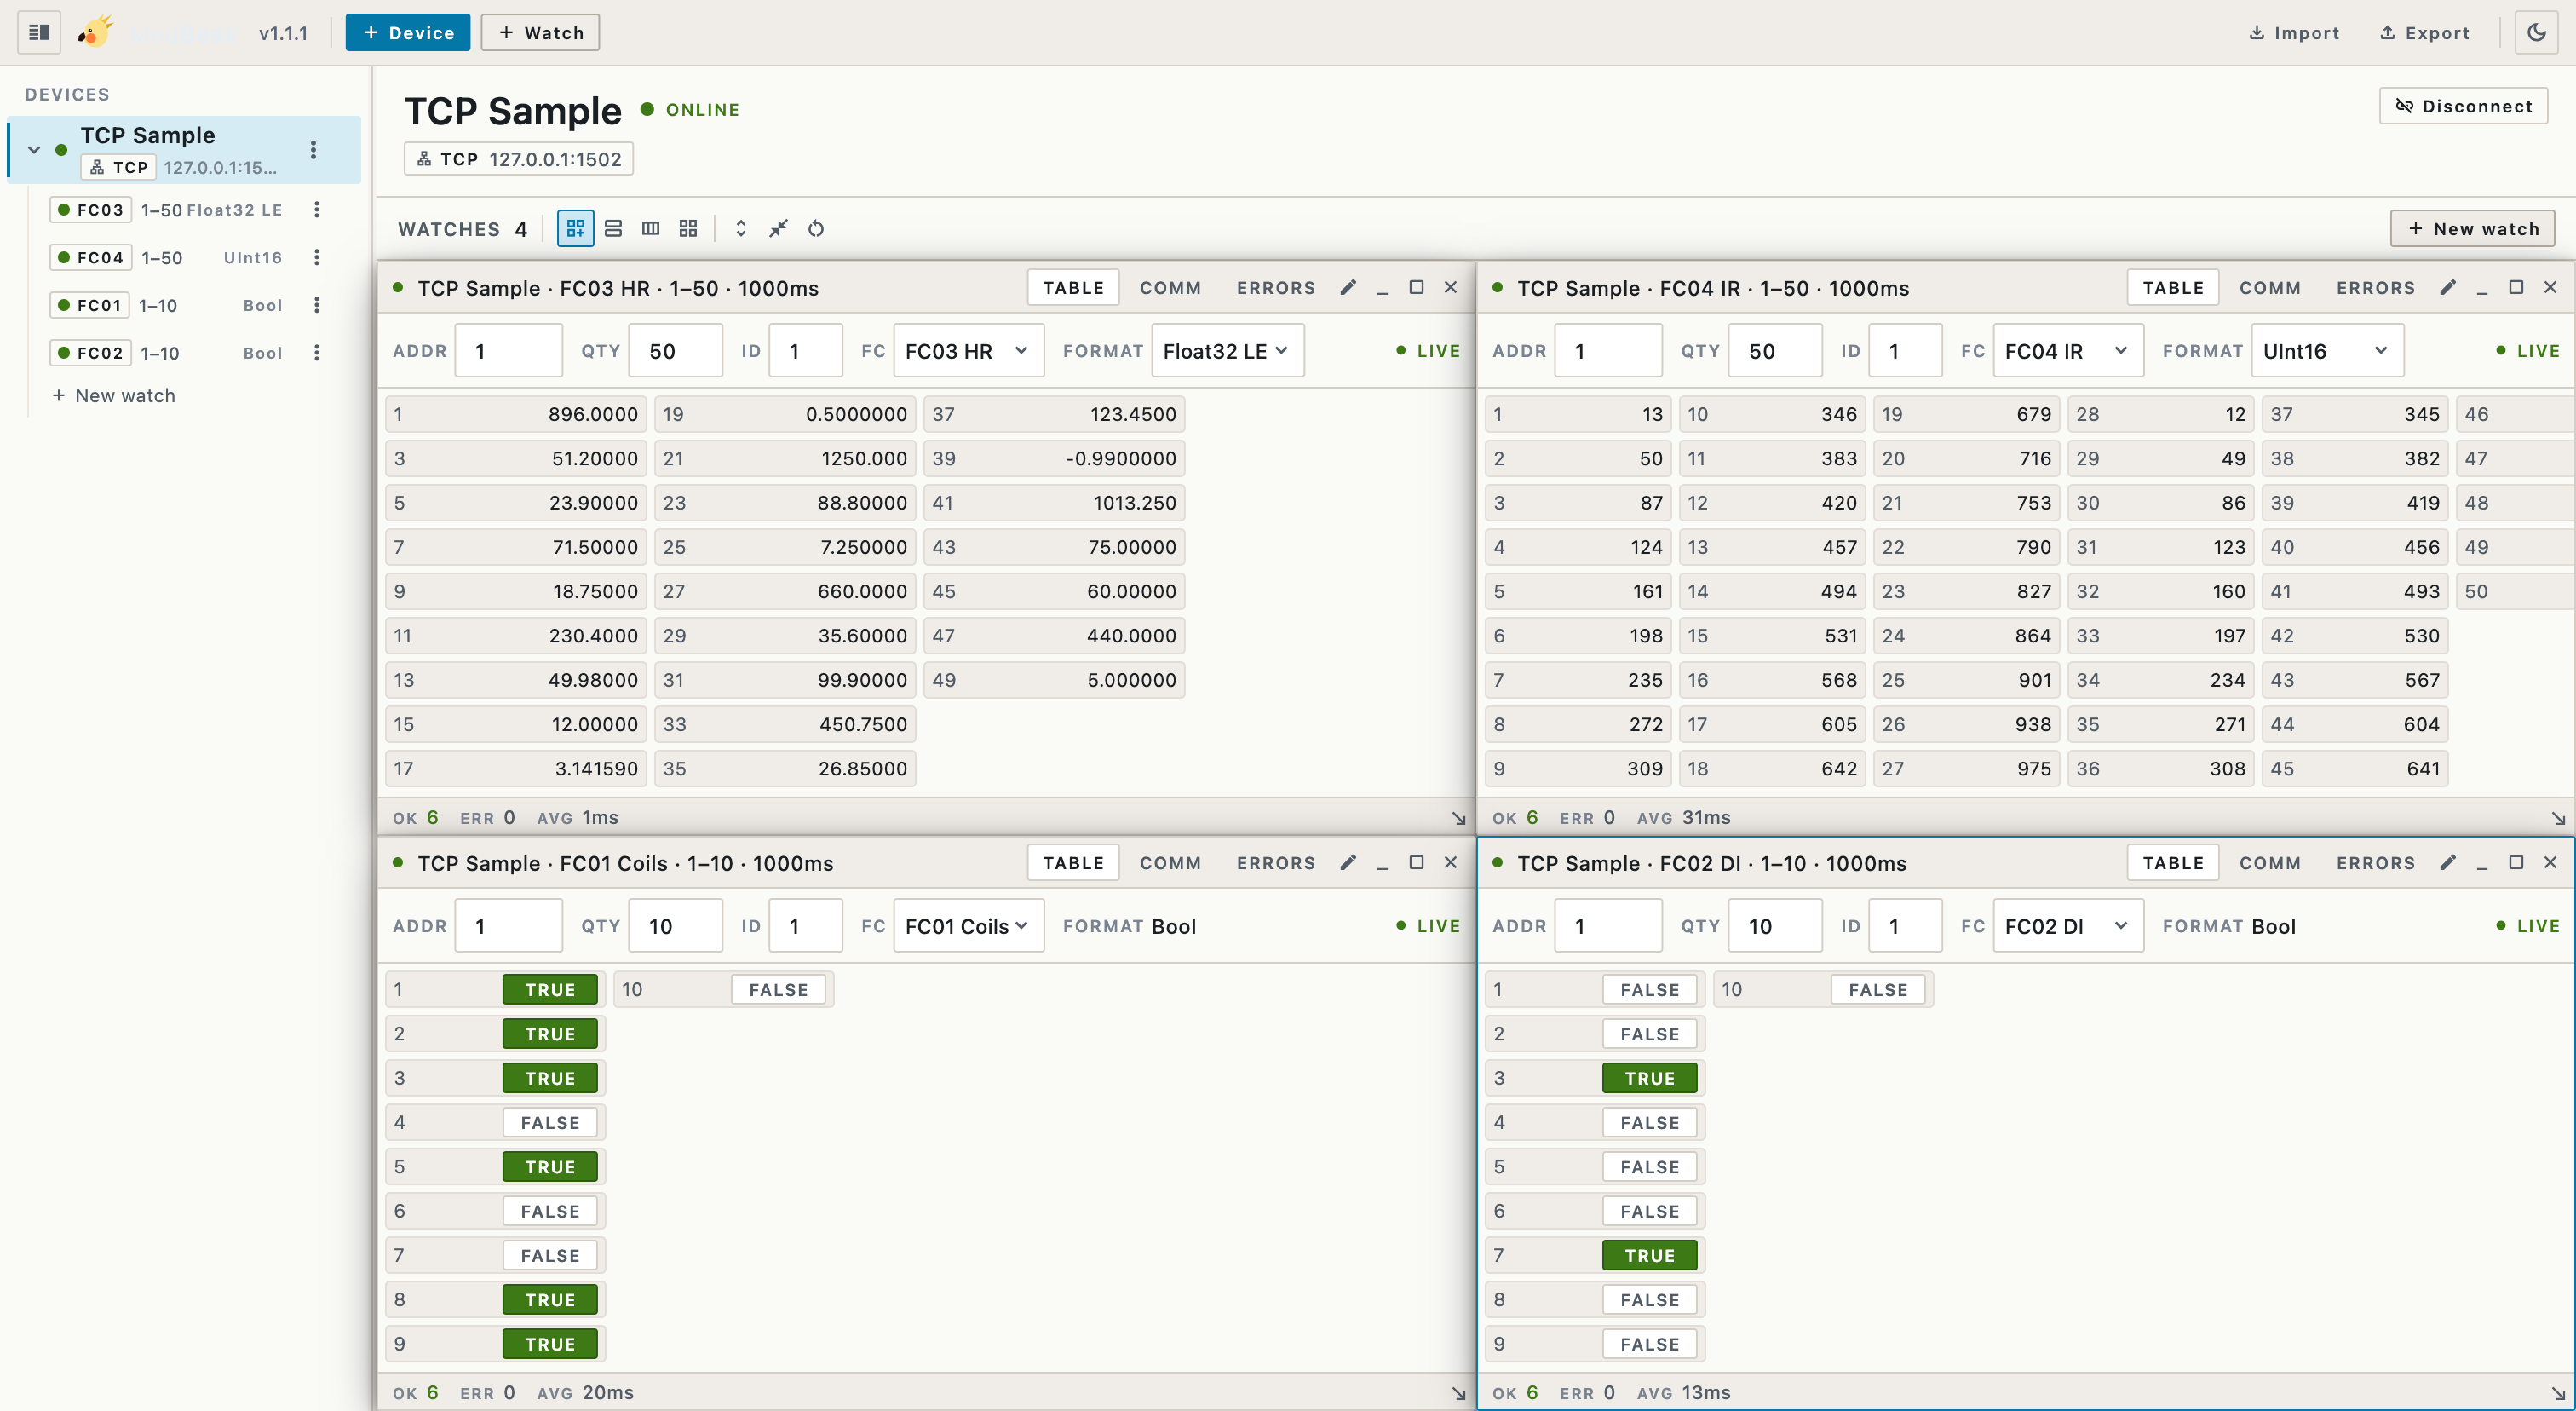 v1.1.1 + Device + Watch Import Export
DEVICES
TCP Sample
TCP 127.0.0.1:15...
FC03 1–50 Float32 LE
FC04 1–50 UInt16
FC01 1–10 Bool
FC02 1–10 Bool
+ New watch
TCP Sample ONLINE Disconnect
TCP 127.0.0.1:1502
WATCHES 4 + New watch
TCP Sample · FC03 HR · 1–50 · 1000ms TABLE COMM ERRORS
ADDR 1 QTY 50 ID 1 FC FC03 HR FORMAT Float32 LE LIVE
1 896.0000 19 0.5000000 37 123.4500
3 51.20000 21 1250.000 39 -0.9900000
5 23.90000 23 88.80000 41 1013.250
7 71.50000 25 7.250000 43 75.00000
9 18.75000 27 660.0000 45 60.00000
11 230.4000 29 35.60000 47 440.0000
13 49.98000 31 99.90000 49 5.000000
15 12.00000 33 450.7500
17 3.141590 35 26.85000
OK 6 ERR 0 AVG 1ms
TCP Sample · FC04 IR · 1–50 · 1000ms TABLE COMM ERRORS
ADDR 1 QTY 50 ID 1 FC FC04 IR FORMAT UInt16 LIVE
1 13 10 346 19 679 28 12 37 345 46
2 50 11 383 20 716 29 49 38 382 47
3 87 12 420 21 753 30 86 39 419 48
4 124 13 457 22 790 31 123 40 456 49
5 161 14 494 23 827 32 160 41 493 50
6 198 15 531 24 864 33 197 42 530
7 235 16 568 25 901 34 234 43 567
8 272 17 605 26 938 35 271 44 604
9 309 18 642 27 975 36 308 45 641
OK 6 ERR 0 AVG 31ms
TCP Sample · FC01 Coils · 1–10 · 1000ms TABLE COMM ERRORS
ADDR 1 QTY 10 ID 1 FC FC01 Coils FORMAT Bool LIVE
1 TRUE 10 FALSE
2 TRUE
3 TRUE
4 FALSE
5 TRUE
6 FALSE
7 FALSE
8 TRUE
9 TRUE
OK 6 ERR 0 AVG 20ms
TCP Sample · FC02 DI · 1–10 · 1000ms TABLE COMM ERRORS
ADDR 1 QTY 10 ID 1 FC FC02 DI FORMAT Bool LIVE
1 FALSE 10 FALSE
2 FALSE
3 TRUE
4 FALSE
5 FALSE
6 FALSE
7 TRUE
8 FALSE
9 FALSE
OK 6 ERR 0 AVG 13ms